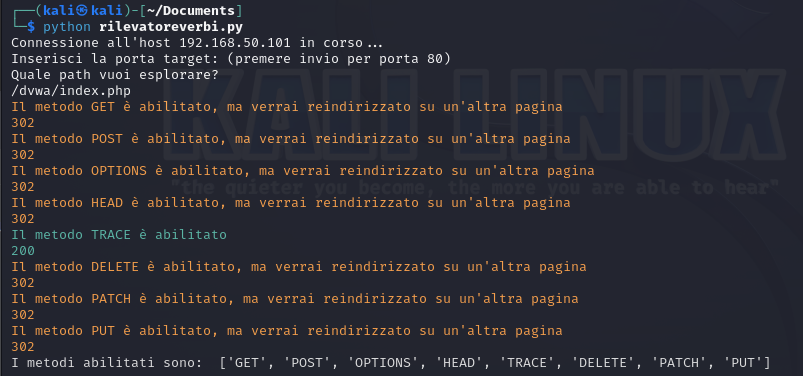 ┌──(kali㉿kali)-[~/Documents]
└─$ python rilevatoreverbi.py
Connessione all'host 192.168.50.101 in corso...
Inserisci la porta target: (premere invio per porta 80)
Quale path vuoi esplorare?
/dvwa/index.php
Il metodo GET è abilitato, ma verrai reindirizzato su un'altra pagina
302
Il metodo POST è abilitato, ma verrai reindirizzato su un'altra pagina
302
Il metodo OPTIONS è abilitato, ma verrai reindirizzato su un'altra pagina
302
Il metodo HEAD è abilitato, ma verrai reindirizzato su un'altra pagina
302
Il metodo TRACE è abilitato
200
Il metodo DELETE è abilitato, ma verrai reindirizzato su un'altra pagina
302
Il metodo PATCH è abilitato, ma verrai reindirizzato su un'altra pagina
302
Il metodo PUT è abilitato, ma verrai reindirizzato su un'altra pagina
302
I metodi abilitati sono:  ['GET', 'POST', 'OPTIONS', 'HEAD', 'TRACE', 'DELETE', 'PATCH', 'PUT']
KALI LINUX
"the quieter you become, the more you are able to hear"